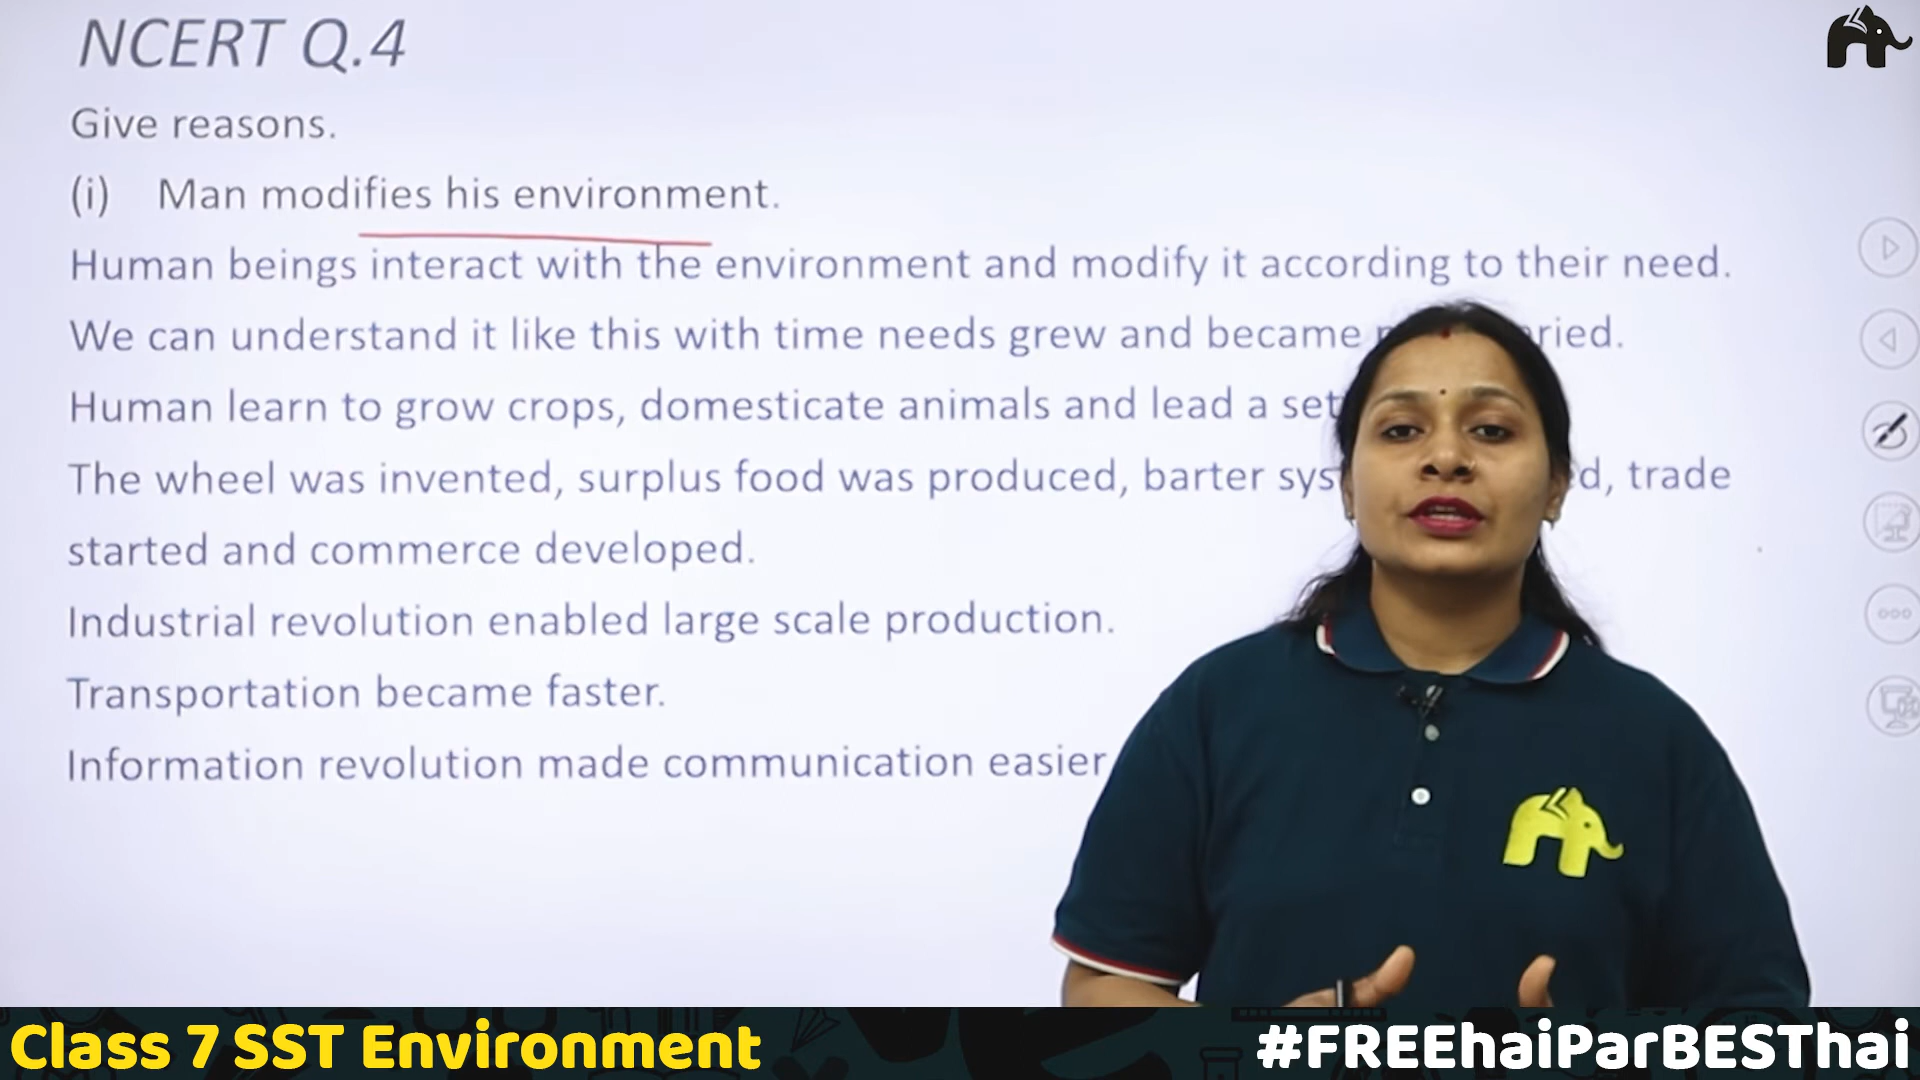 NCERT Q.4
Give reasons.
(i) Man modifies his environment.
Human beings interact with the environment and modify it according to their need.
We can understand it like this with time needs grew and became
Human learn to grow crops, domesticate animals and lead a
The wheel was invented, surplus food was produced, barter trade
started and commerce developed.
Industrial revolution enabled large scale production.
Transportation became faster.
Information revolution made communication easier
Class 7 SST Environment
#FREEhaiParBESThai